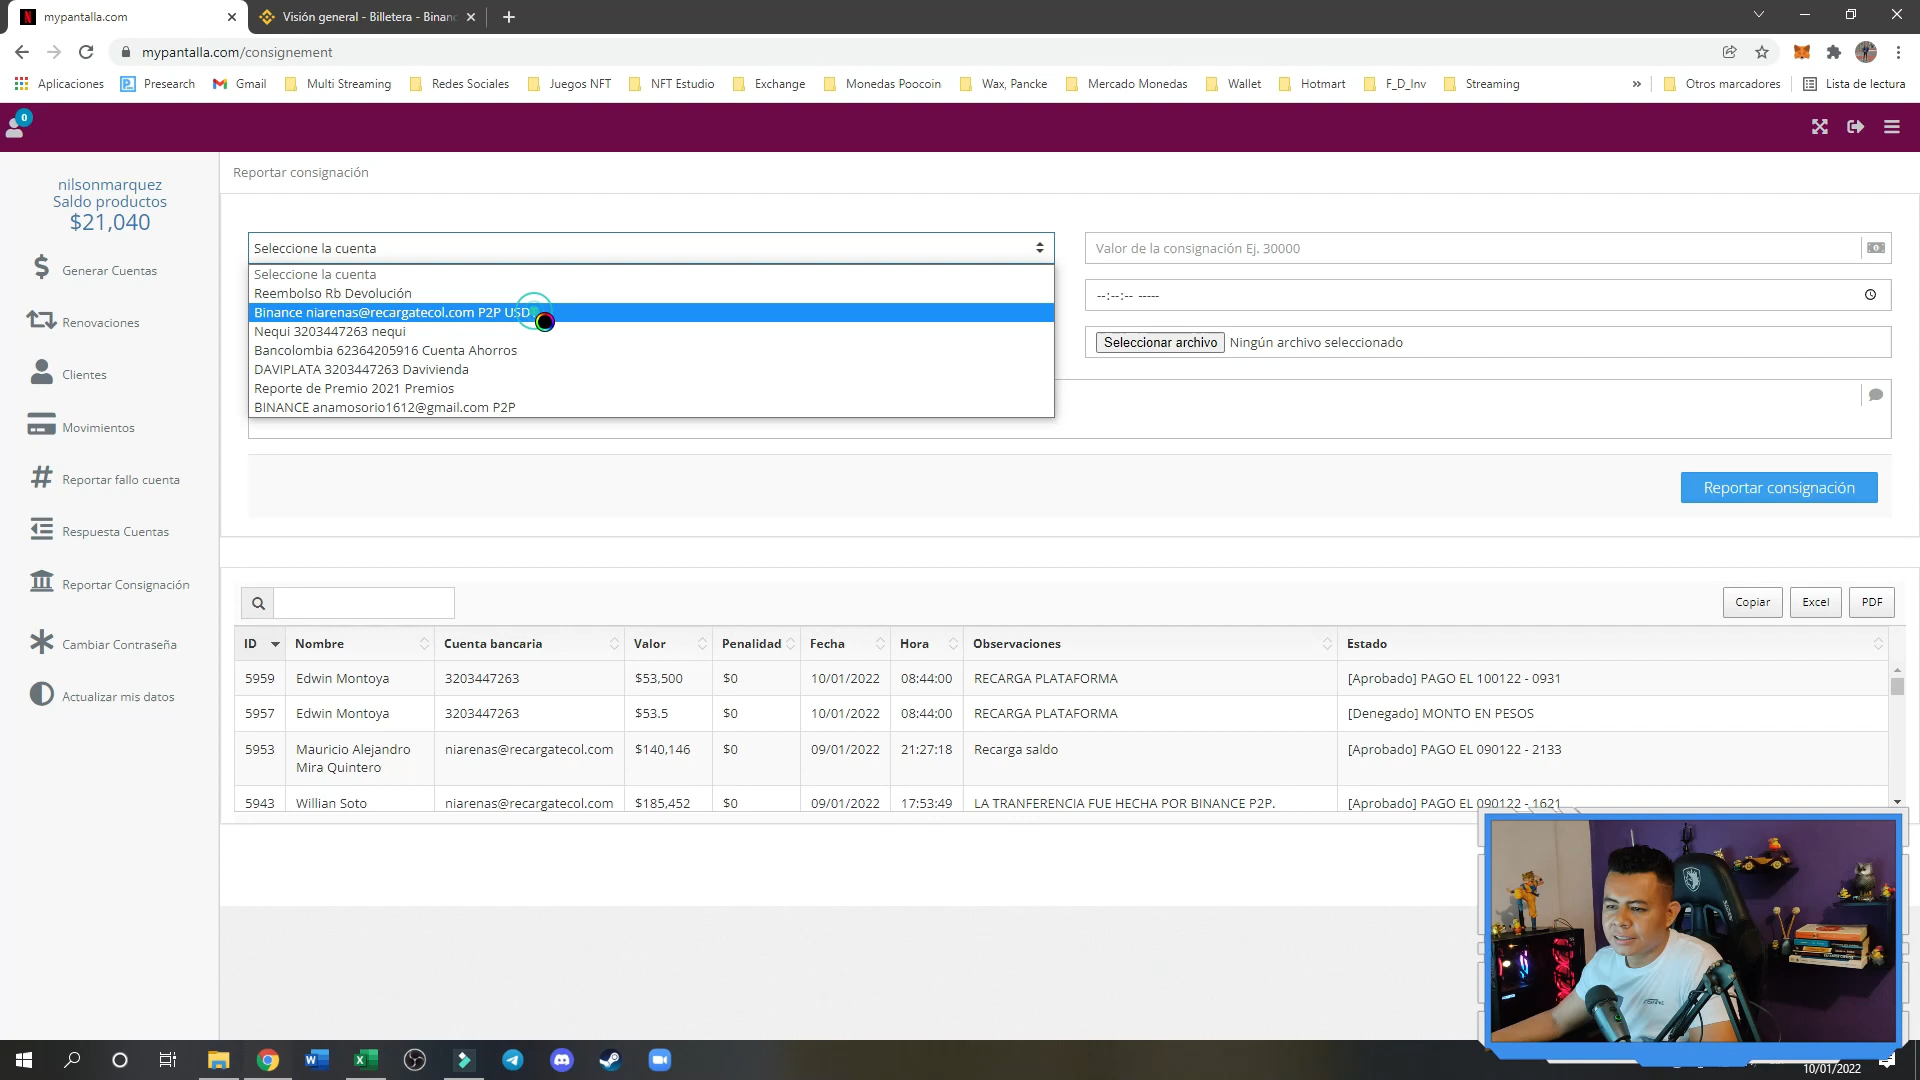 mypantalla.com
Visión general - Billetera - Binanc
mypantalla.com/consignement
Aplicaciones
Presearch
Gmail
Multi Streaming
Redes Sociales
Juegos NFT
NFT Estudio
Exchange
Monedas Poocoin
Wax, Pancke
Mercado Monedas
Wallet
Hotmart
F_D_Inv
Streaming
»
Otros marcadores
Lista de lectura
0
nilsonmarquez
Saldo productos
$21,040
Generar Cuentas
Renovaciones
Clientes
Movimientos
Reportar fallo cuenta
Respuesta Cuentas
Reportar Consignación
Cambiar Contraseña
Actualizar mis datos
Reportar consignación
Seleccione la cuenta
Seleccione la cuenta
Reembolso Rb Devolución
Binance niarenas@recargatecol.com P2P USD
Nequi 3203447263 nequi
Bancolombia 62364205916 Cuenta Ahorros
DAVIPLATA 3203447263 Davivienda
Reporte de Premio 2021 Premios
BINANCE anamosorio1612@gmail.com P2P
Valor de la consignación Ej. 30000
--:--:-- -----
Seleccionar archivo Ningún archivo seleccionado
Reportar consignación
Copiar
Excel
PDF
ID Nombre Cuenta bancaria Valor Penalidad Fecha Hora Observaciones Estado
5959 Edwin Montoya 3203447263 $53,500 $0 10/01/2022 08:44:00 RECARGA PLATAFORMA [Aprobado] PAGO EL 100122 - 0931
5957 Edwin Montoya 3203447263 $53.5 $0 10/01/2022 08:44:00 RECARGA PLATAFORMA [Denegado] MONTO EN PESOS
5953 Mauricio Alejandro niarenas@recargatecol.com $140,146 $0 09/01/2022 21:27:18 Recarga saldo [Aprobado] PAGO EL 090122 - 2133
Mira Quintero
5943 Willian Soto niarenas@recargatecol.com $185,452 $0 09/01/2022 17:53:49 LA TRANFERENCIA FUE HECHA POR BINANCE P2P. [Aprobado] PAGO EL 090122 - 1621
10/01/2022